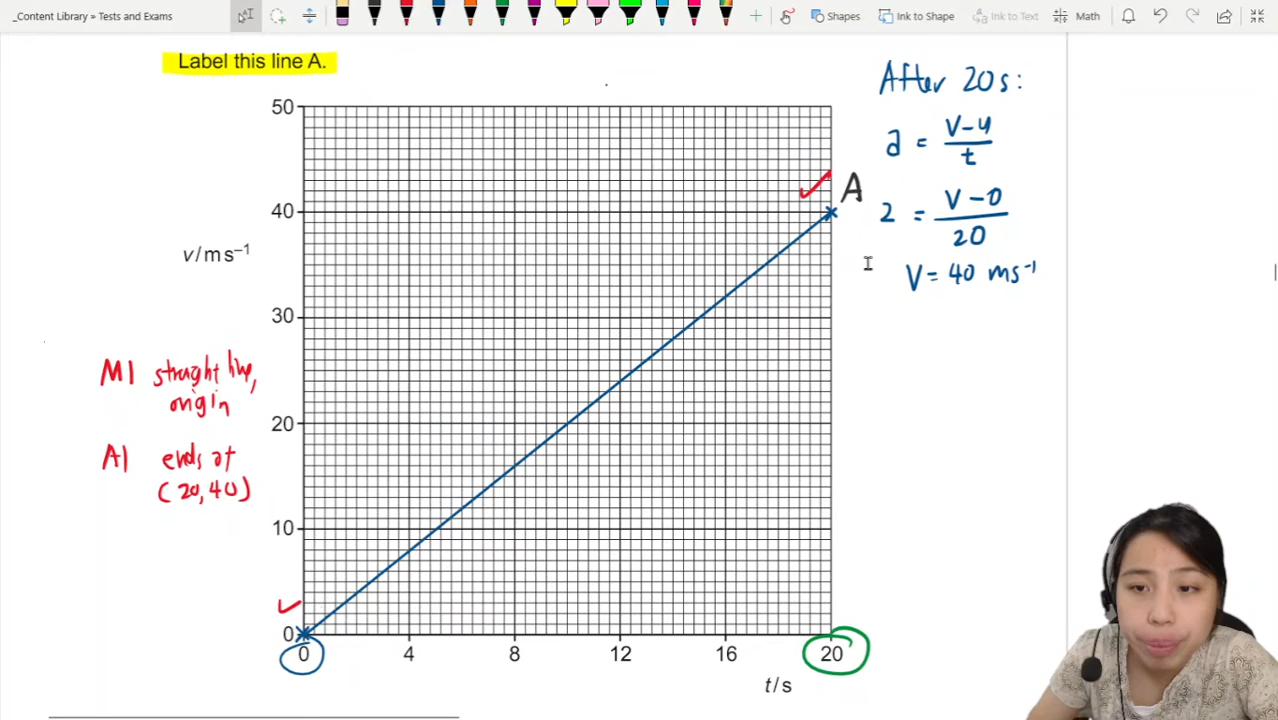 _Content Library » Tests and Exams
Shapes
Ink to Shape
Ink to Text
Math
Label this line A.
50
40
30
20
10
0
v/m s⁻¹
0 4 8 12 16 20
t/s
A
After 20s:
a = v-u / t
2 = v-0 / 20
v = 40 ms⁻¹
M1 straight line,
origin
A1 ends at
(20,40)